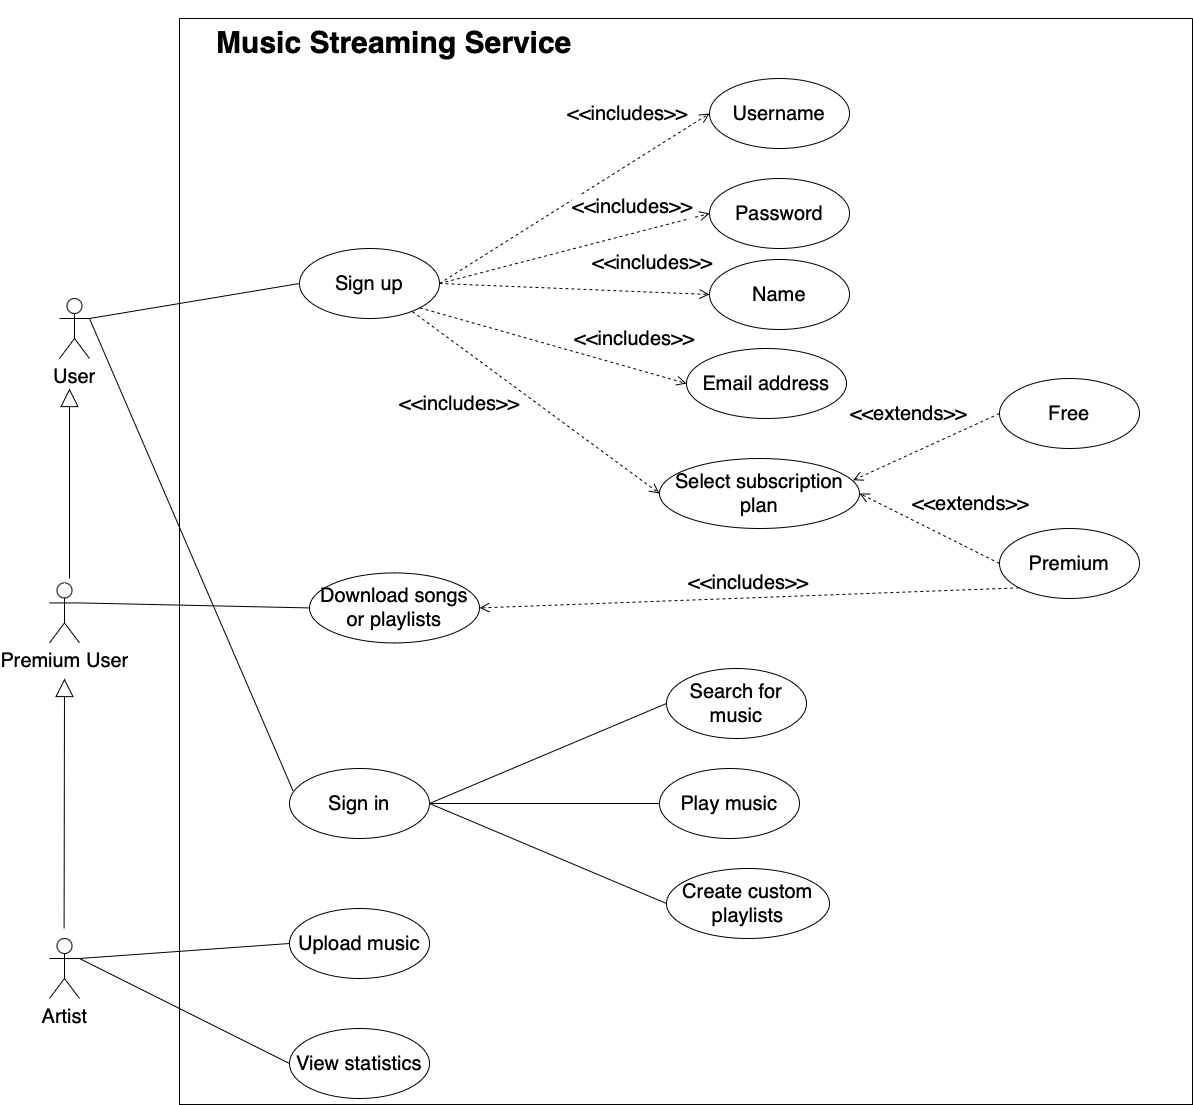 Music Streaming Service
<<includes>>
Username
<<includes>>
Password
<<includes>>
Name
Sign up
<<includes>>
Email address
User
<<includes>>
<<extends>>
Free
Select subscription
plan
<<extends>>
Premium
<<includes>>
Download songs
or playlists
Premium User
Search for
music
Sign in
Play music
Create custom
playlists
Upload music
Artist
View statistics